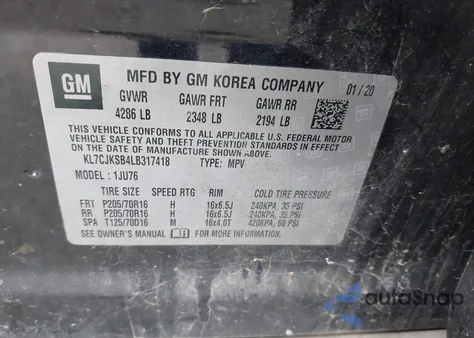 GM
MFD BY GM KOREA COMPANY 01/20
GVWR GAWR FRT GAWR RR
4286 LB 2348 LB 2194 LB
THIS VEHICLE CONFORMS TO ALL APPLICABLE U.S. FEDERAL MOTOR
VEHICLE SAFETY AND THEFT PREVENTION STANDARDS IN EFFECT ON
THE DATE OF MANUFACTURE SHOWN ABOVE.
KL7CJKSB4LB317418 TYPE: MPV
MODEL : 1JU76
TIRE SIZE SPEED RTG RIM COLD TIRE PRESSURE
FRT P205/70R16 H 16x6.5J 240KPA, 35 PSI
RR P205/70R16 H 16x6.5J 240KPA, 35 PSI
SPA T125/70D16 M 16x4.0T 420KPA, 60 PSI
SEE OWNER'S MANUAL FOR MORE INFORMATION.
autoSnap